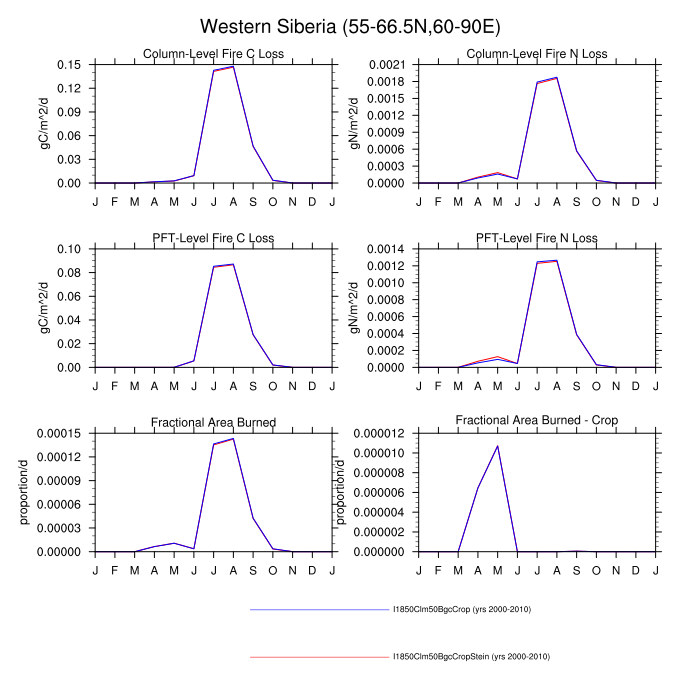 Western Siberia (55-66.5N,60-90E)
Column-Level Fire C Loss
gC/m^2/d
0.15
0.12
0.09
0.06
0.03
0.00
J F M A M J J A S O N D J
Column-Level Fire N Loss
gN/m^2/d
0.0021
0.0018
0.0015
0.0012
0.0009
0.0006
0.0003
0.0000
J F M A M J J A S O N D J
PFT-Level Fire C Loss
gC/m^2/d
0.10
0.08
0.06
0.04
0.02
0.00
J F M A M J J A S O N D J
PFT-Level Fire N Loss
gN/m^2/d
0.0014
0.0012
0.0010
0.0008
0.0006
0.0004
0.0002
0.0000
J F M A M J J A S O N D J
Fractional Area Burned
proportion/d
0.00015
0.00012
0.00009
0.00006
0.00003
0.00000
J F M A M J J A S O N D J
Fractional Area Burned - Crop
proportion/d
0.000012
0.000010
0.000008
0.000006
0.000004
0.000002
0.000000
J F M A M J J A S O N D J
I1850Clm50BgcCrop (yrs 2000-2010)
I1850Clm50BgcCropStein (yrs 2000-2010)